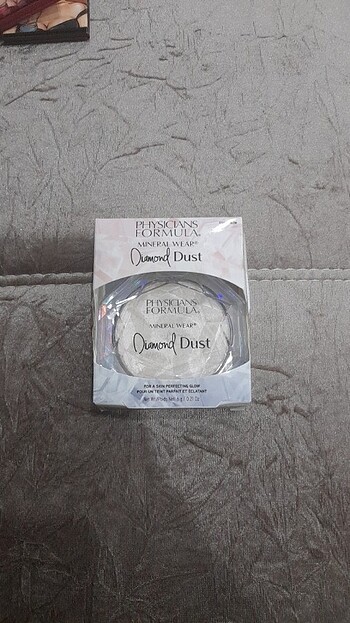 PHYSICIANS
FORMULA®
MINERAL WEAR®
Diamond Dust
PHYSICIANS
FORMULA®
MINERAL WEAR®
Diamond Dust
FOR A SKIN PERFECTING GLOW
POUR UN TEINT PARFAIT ET ÉCLATANT